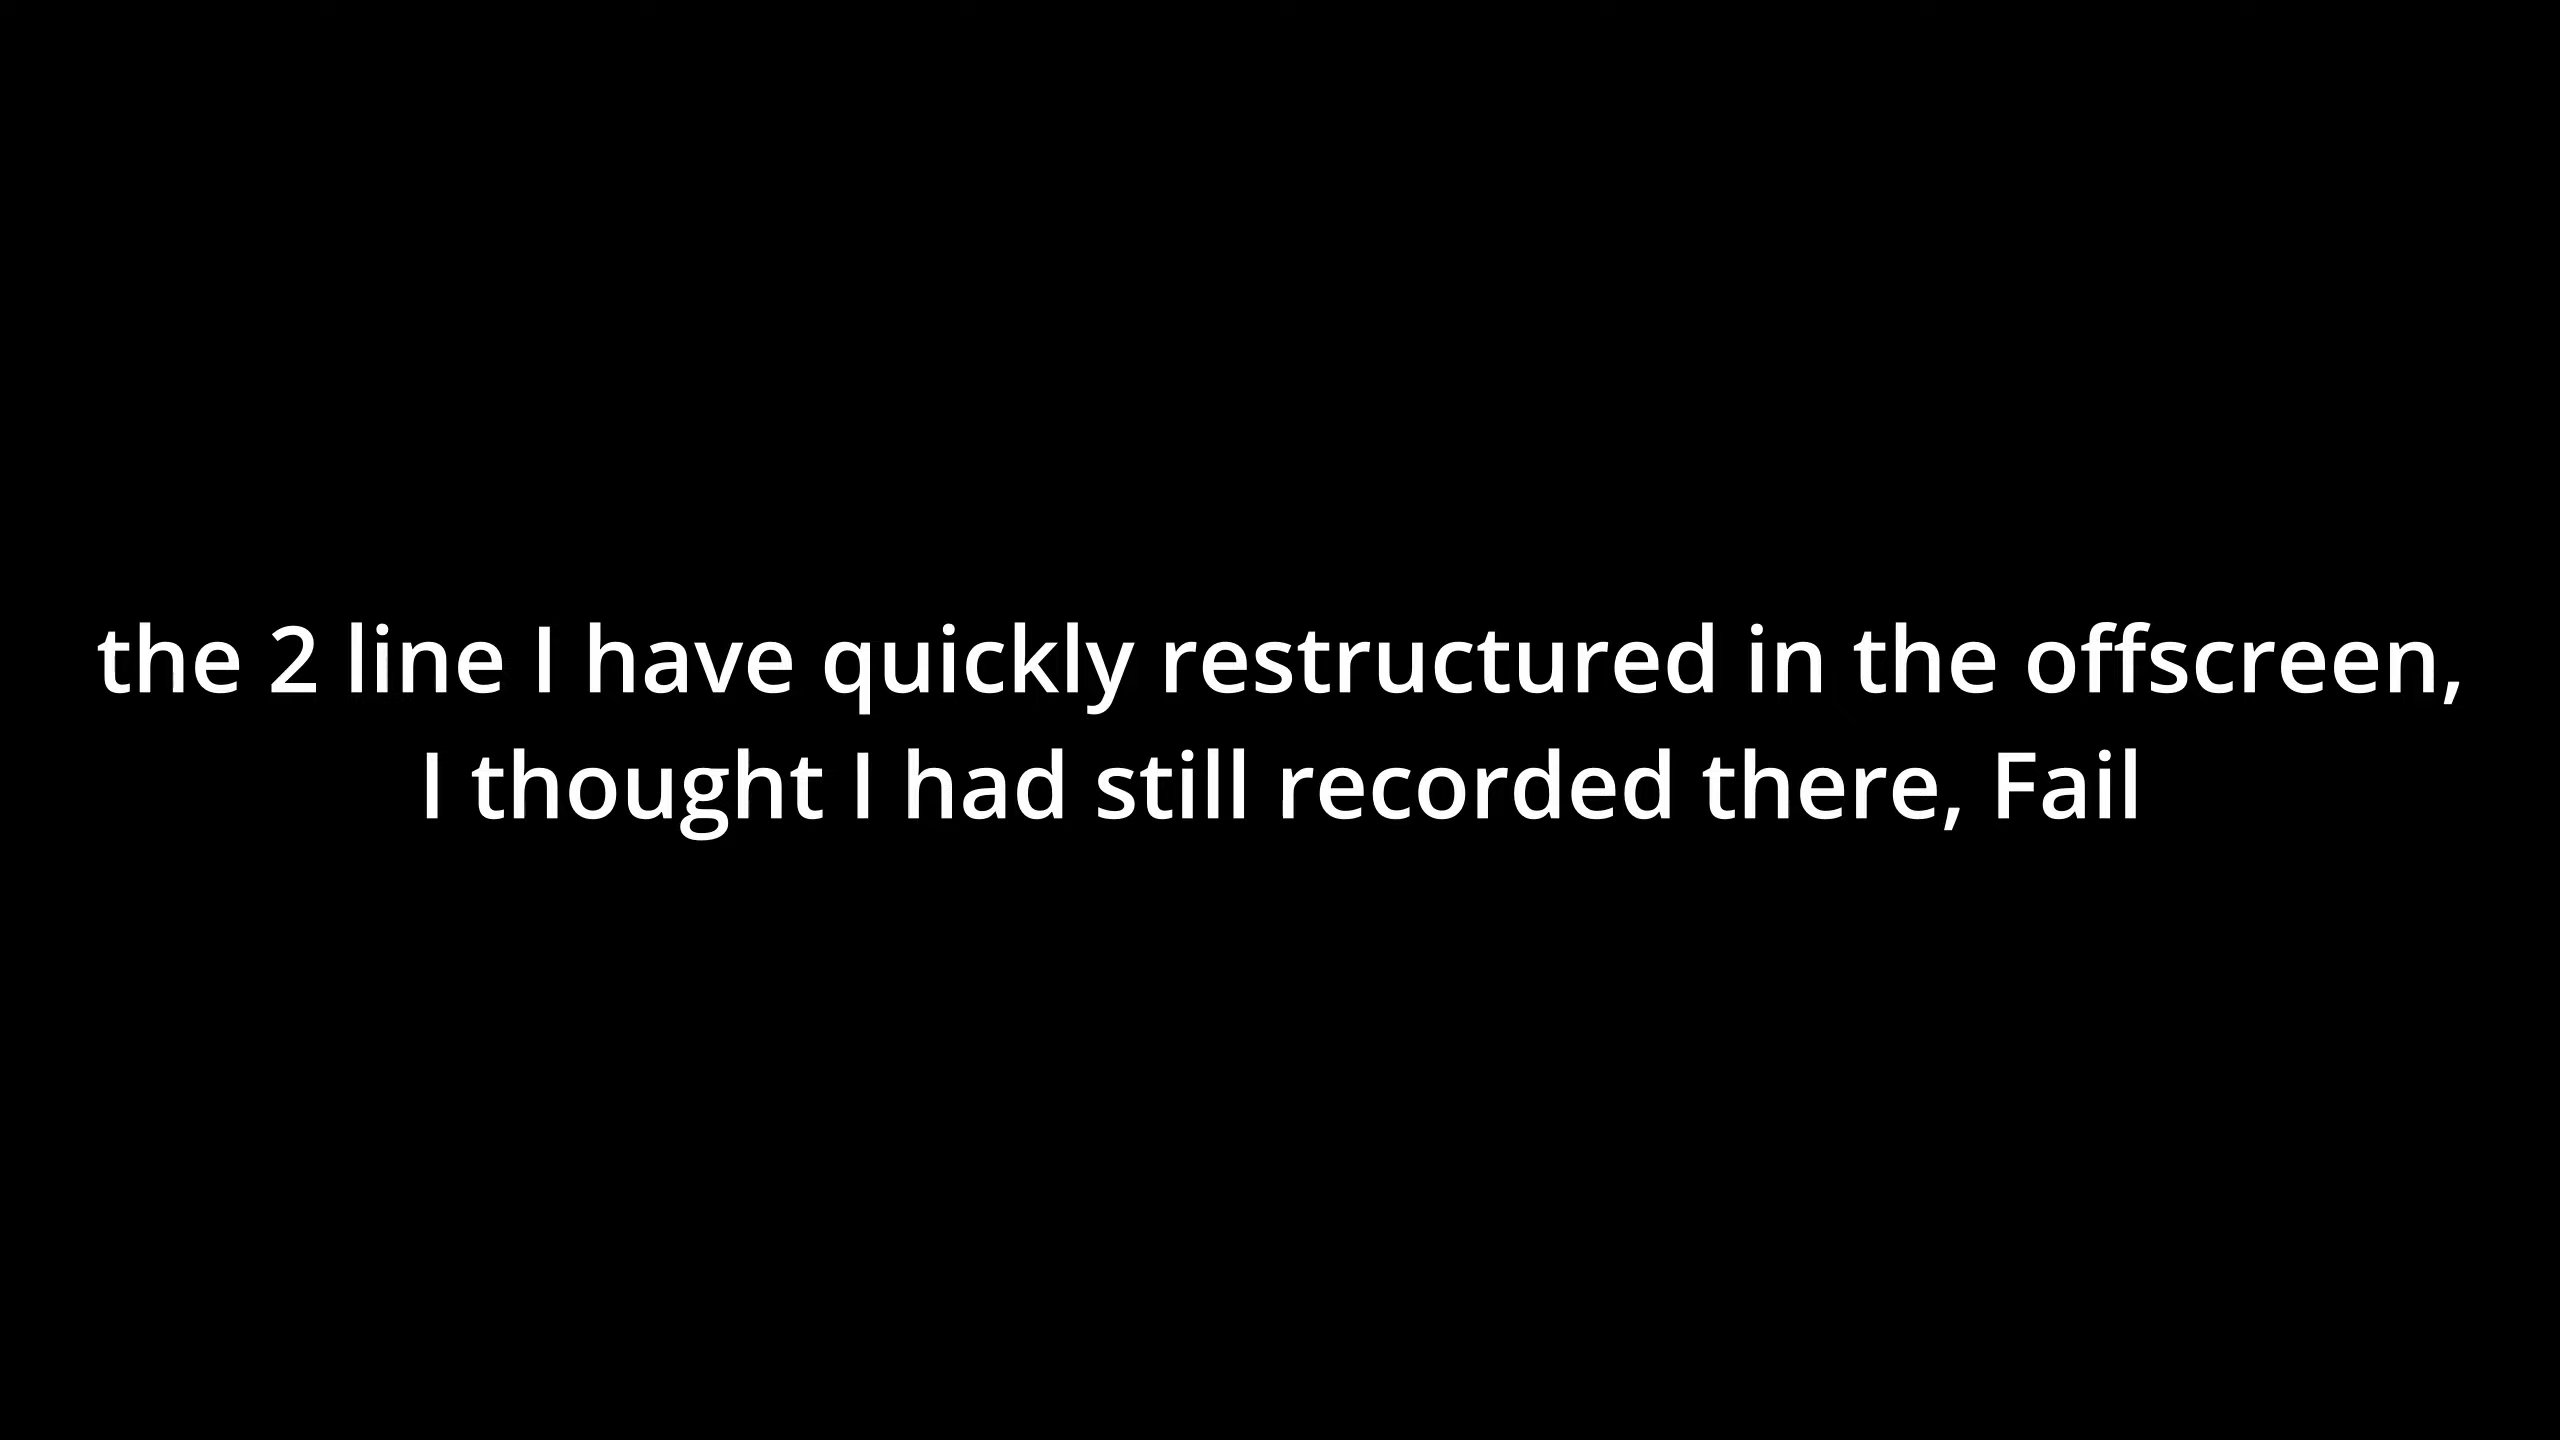 the 2 line I have quickly restructured in the offscreen,
I thought I had still recorded there, Fail